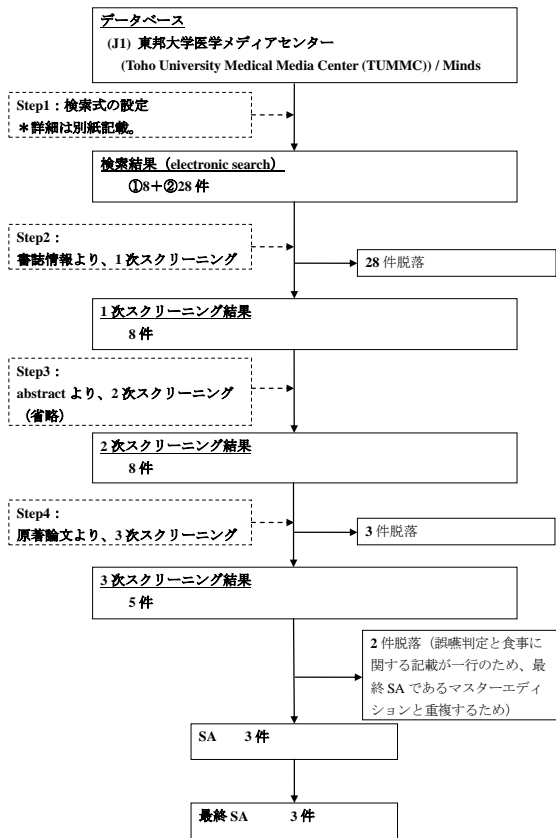 データベース
(J1) 東邦大学医学メディアセンター
(Toho University Medical Media Center (TUMMC)) / Minds
Step1：検索式の設定
＊詳細は別紙記載。
検索結果（electronic search）
①8＋②28 件
Step2：
書誌情報より、1 次スクリーニング
28 件脱落
1 次スクリーニング結果
8 件
Step3：
abstract より、2 次スクリーニング
（省略）
2 次スクリーニング結果
8 件
Step4：
原著論文より、3 次スクリーニング
3 件脱落
3 次スクリーニング結果
5 件
2 件脱落（誤嚥判定と食事に
関する記載が一行のため、最
終 SA であるマスターエディ
ションと重複するため）
SA 3 件
最終 SA 3 件